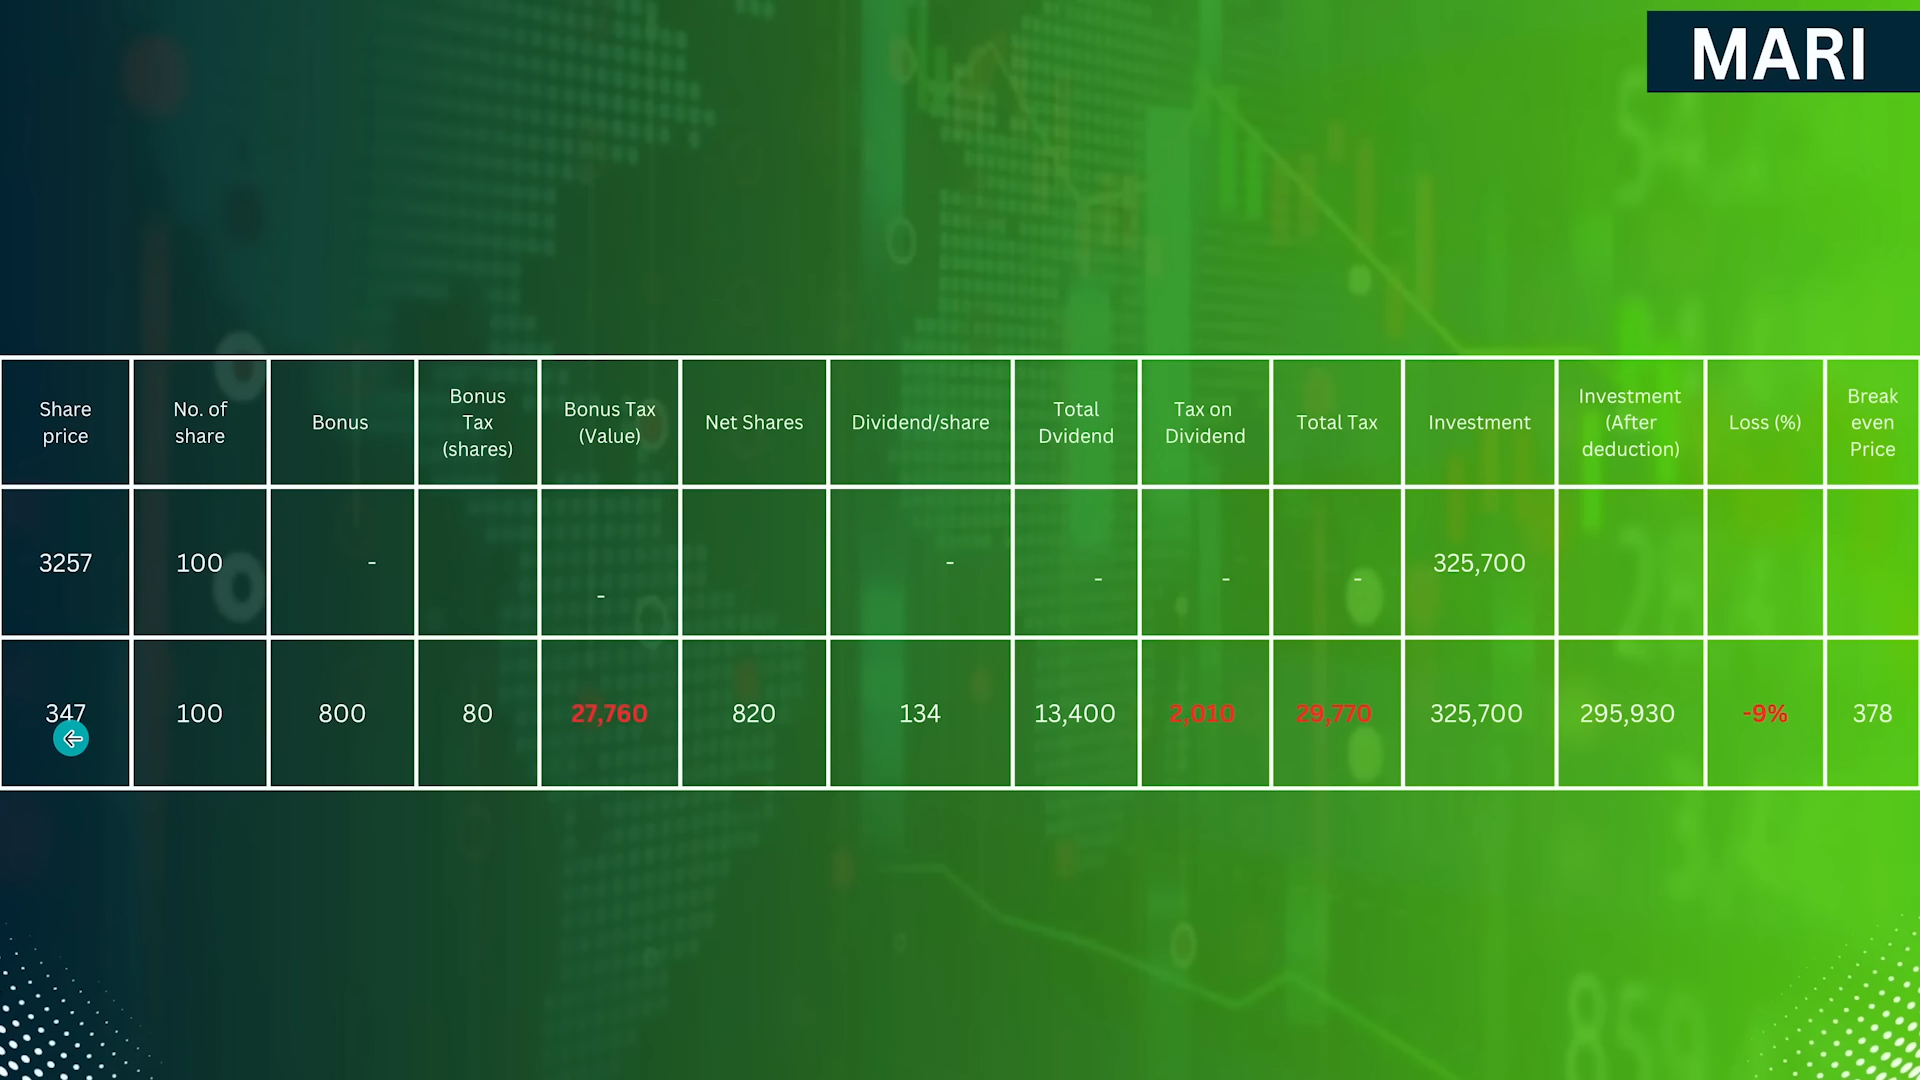 MARI
Share price
No. of share
Bonus
Bonus Tax (shares)
Bonus Tax (Value)
Net Shares
Dividend/share
Total Dvidend
Tax on Dividend
Total Tax
Investment
Investment (After deduction)
Loss (%)
Break even Price
3257
100
-
-
-
-
-
-
325,700
347
100
800
80
27,760
820
134
13,400
2,010
29,770
325,700
295,930
-9%
378